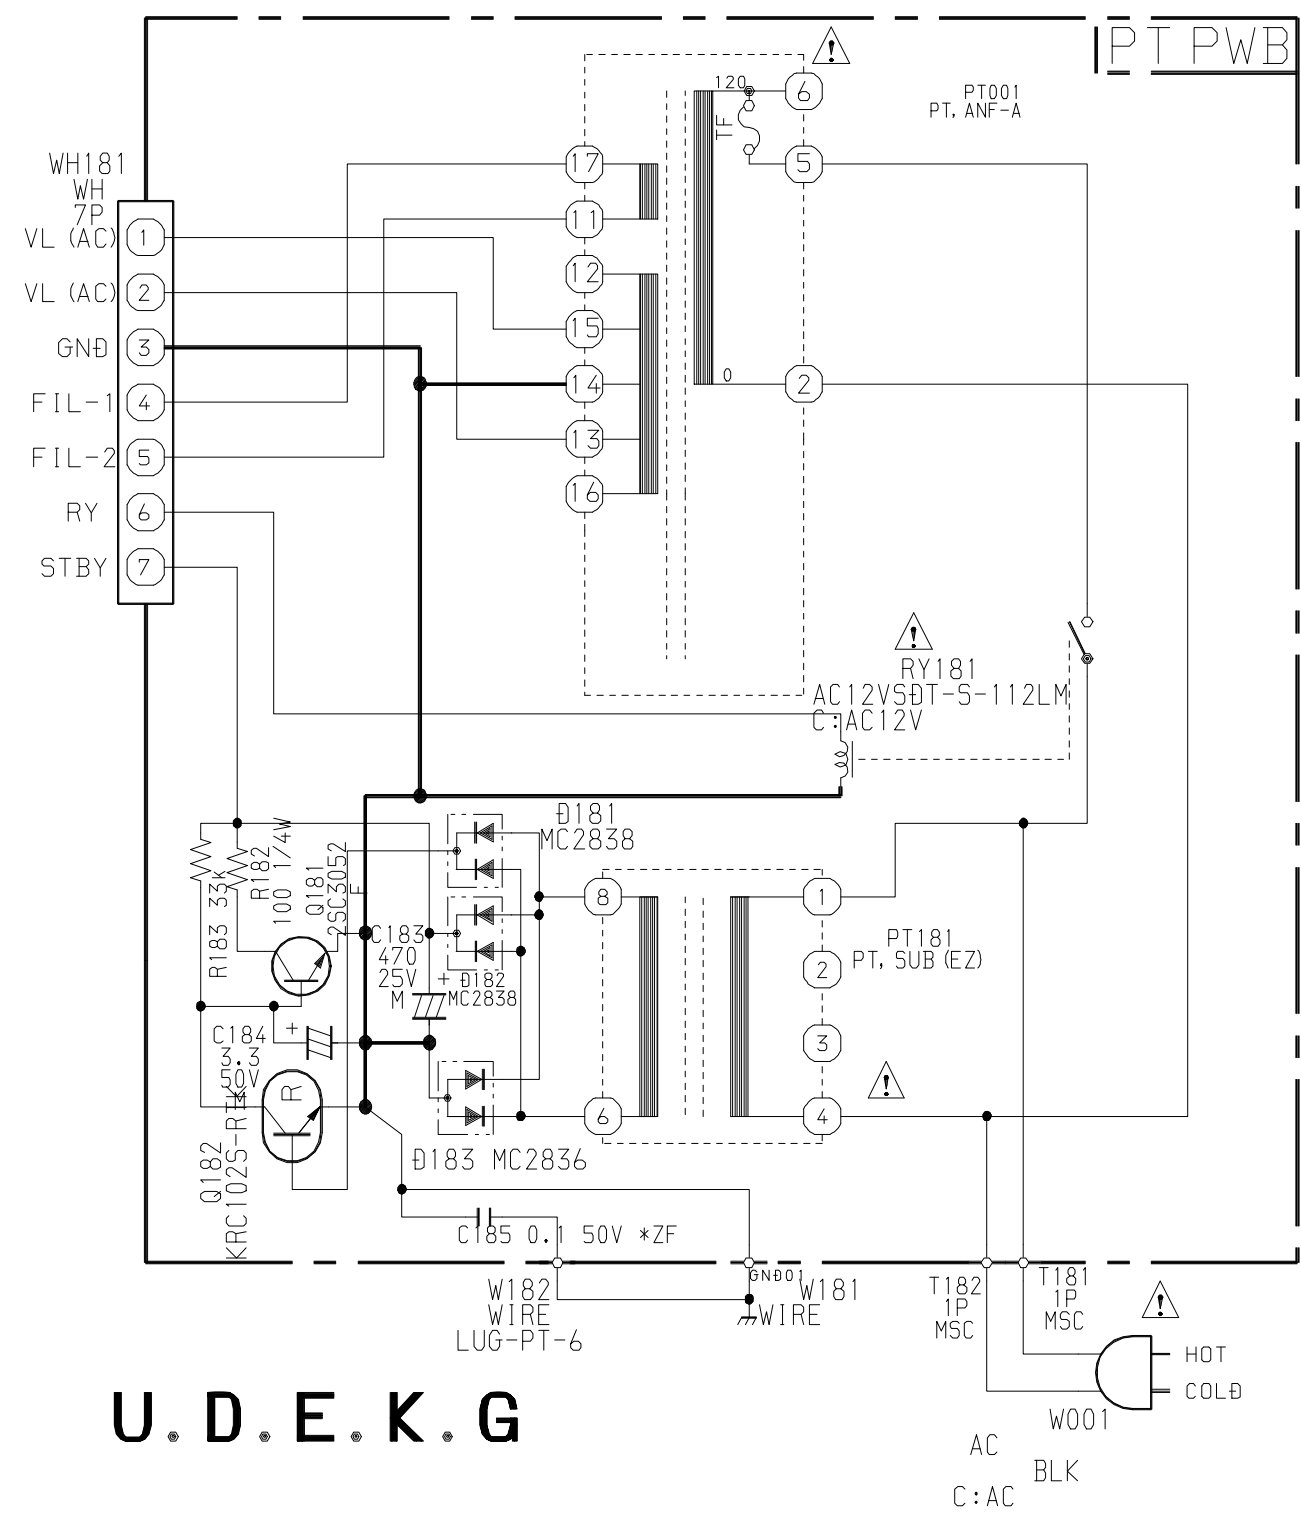 PT PWB
120
6
PT001
PT, ANF-A
TF
17
5
WH181
WH
7P
11
VL (AC) 1
12
VL (AC) 2
15
GND 3
0
14
2
FIL-1 4
13
FIL-2 5
16
RY 6
STBY 7
RY181
AC12VSDT-S-112LM
C:AC12V
D181
MC2838
R183 33K
R182
100 1/4W
Q181
2SC3052
F
8
1
C183
470
25V
M
+
D182
MC2838
PT181
PT, SUB (EZ)
2
+
C184
3.3
50V
M
3
R
6
4
Q182
KRC102S-RTK
D183 MC2836
C185 0.1 50V *ZF
W182
WIRE
LUG-PT-6
GND01
W181
WIRE
T182
1P
MSC
T181
1P
MSC
HOT
COLD
W001
AC
BLK
C:AC
U.D.E.K.G